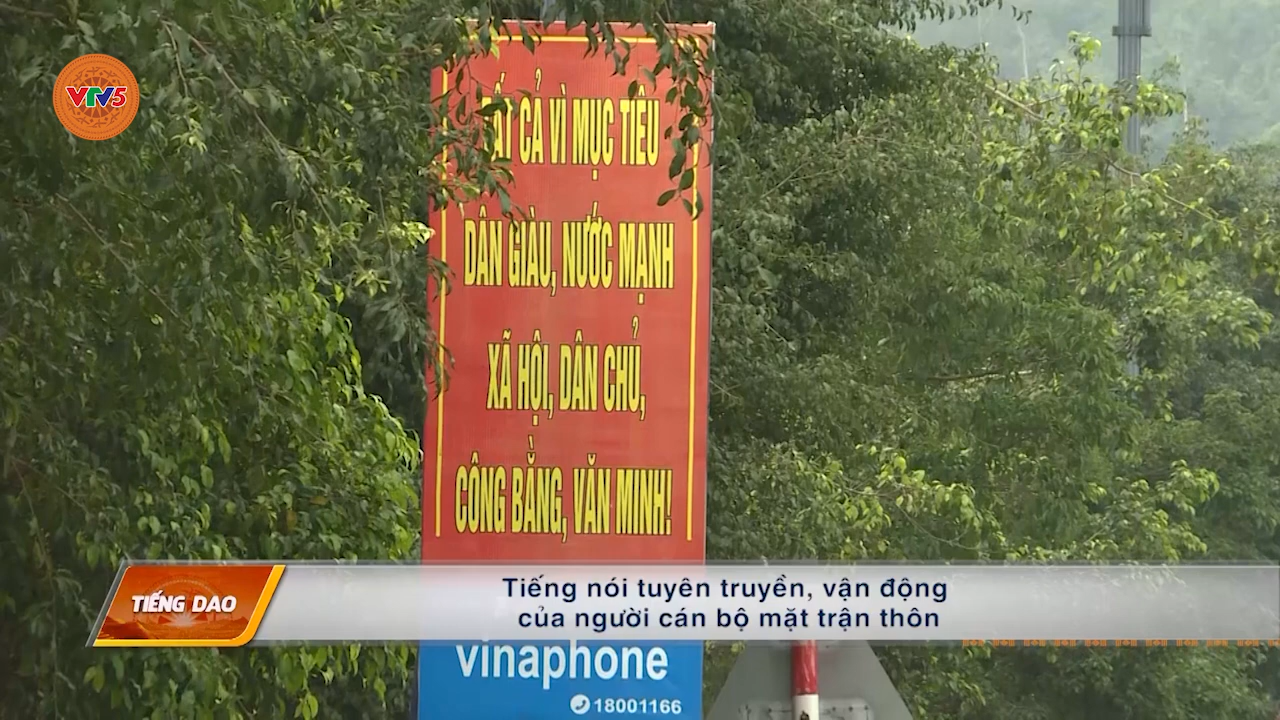 VTV5
TẤT CẢ VÌ MỤC TIÊU
DÂN GIÀU, NƯỚC MẠNH
XÃ HỘI, DÂN CHỦ,
CÔNG BẰNG, VĂN MINH!
TIẾNG DAO
Tiếng nói tuyên truyền, vận động
của người cán bộ mặt trận thôn
vinaphone
18001166